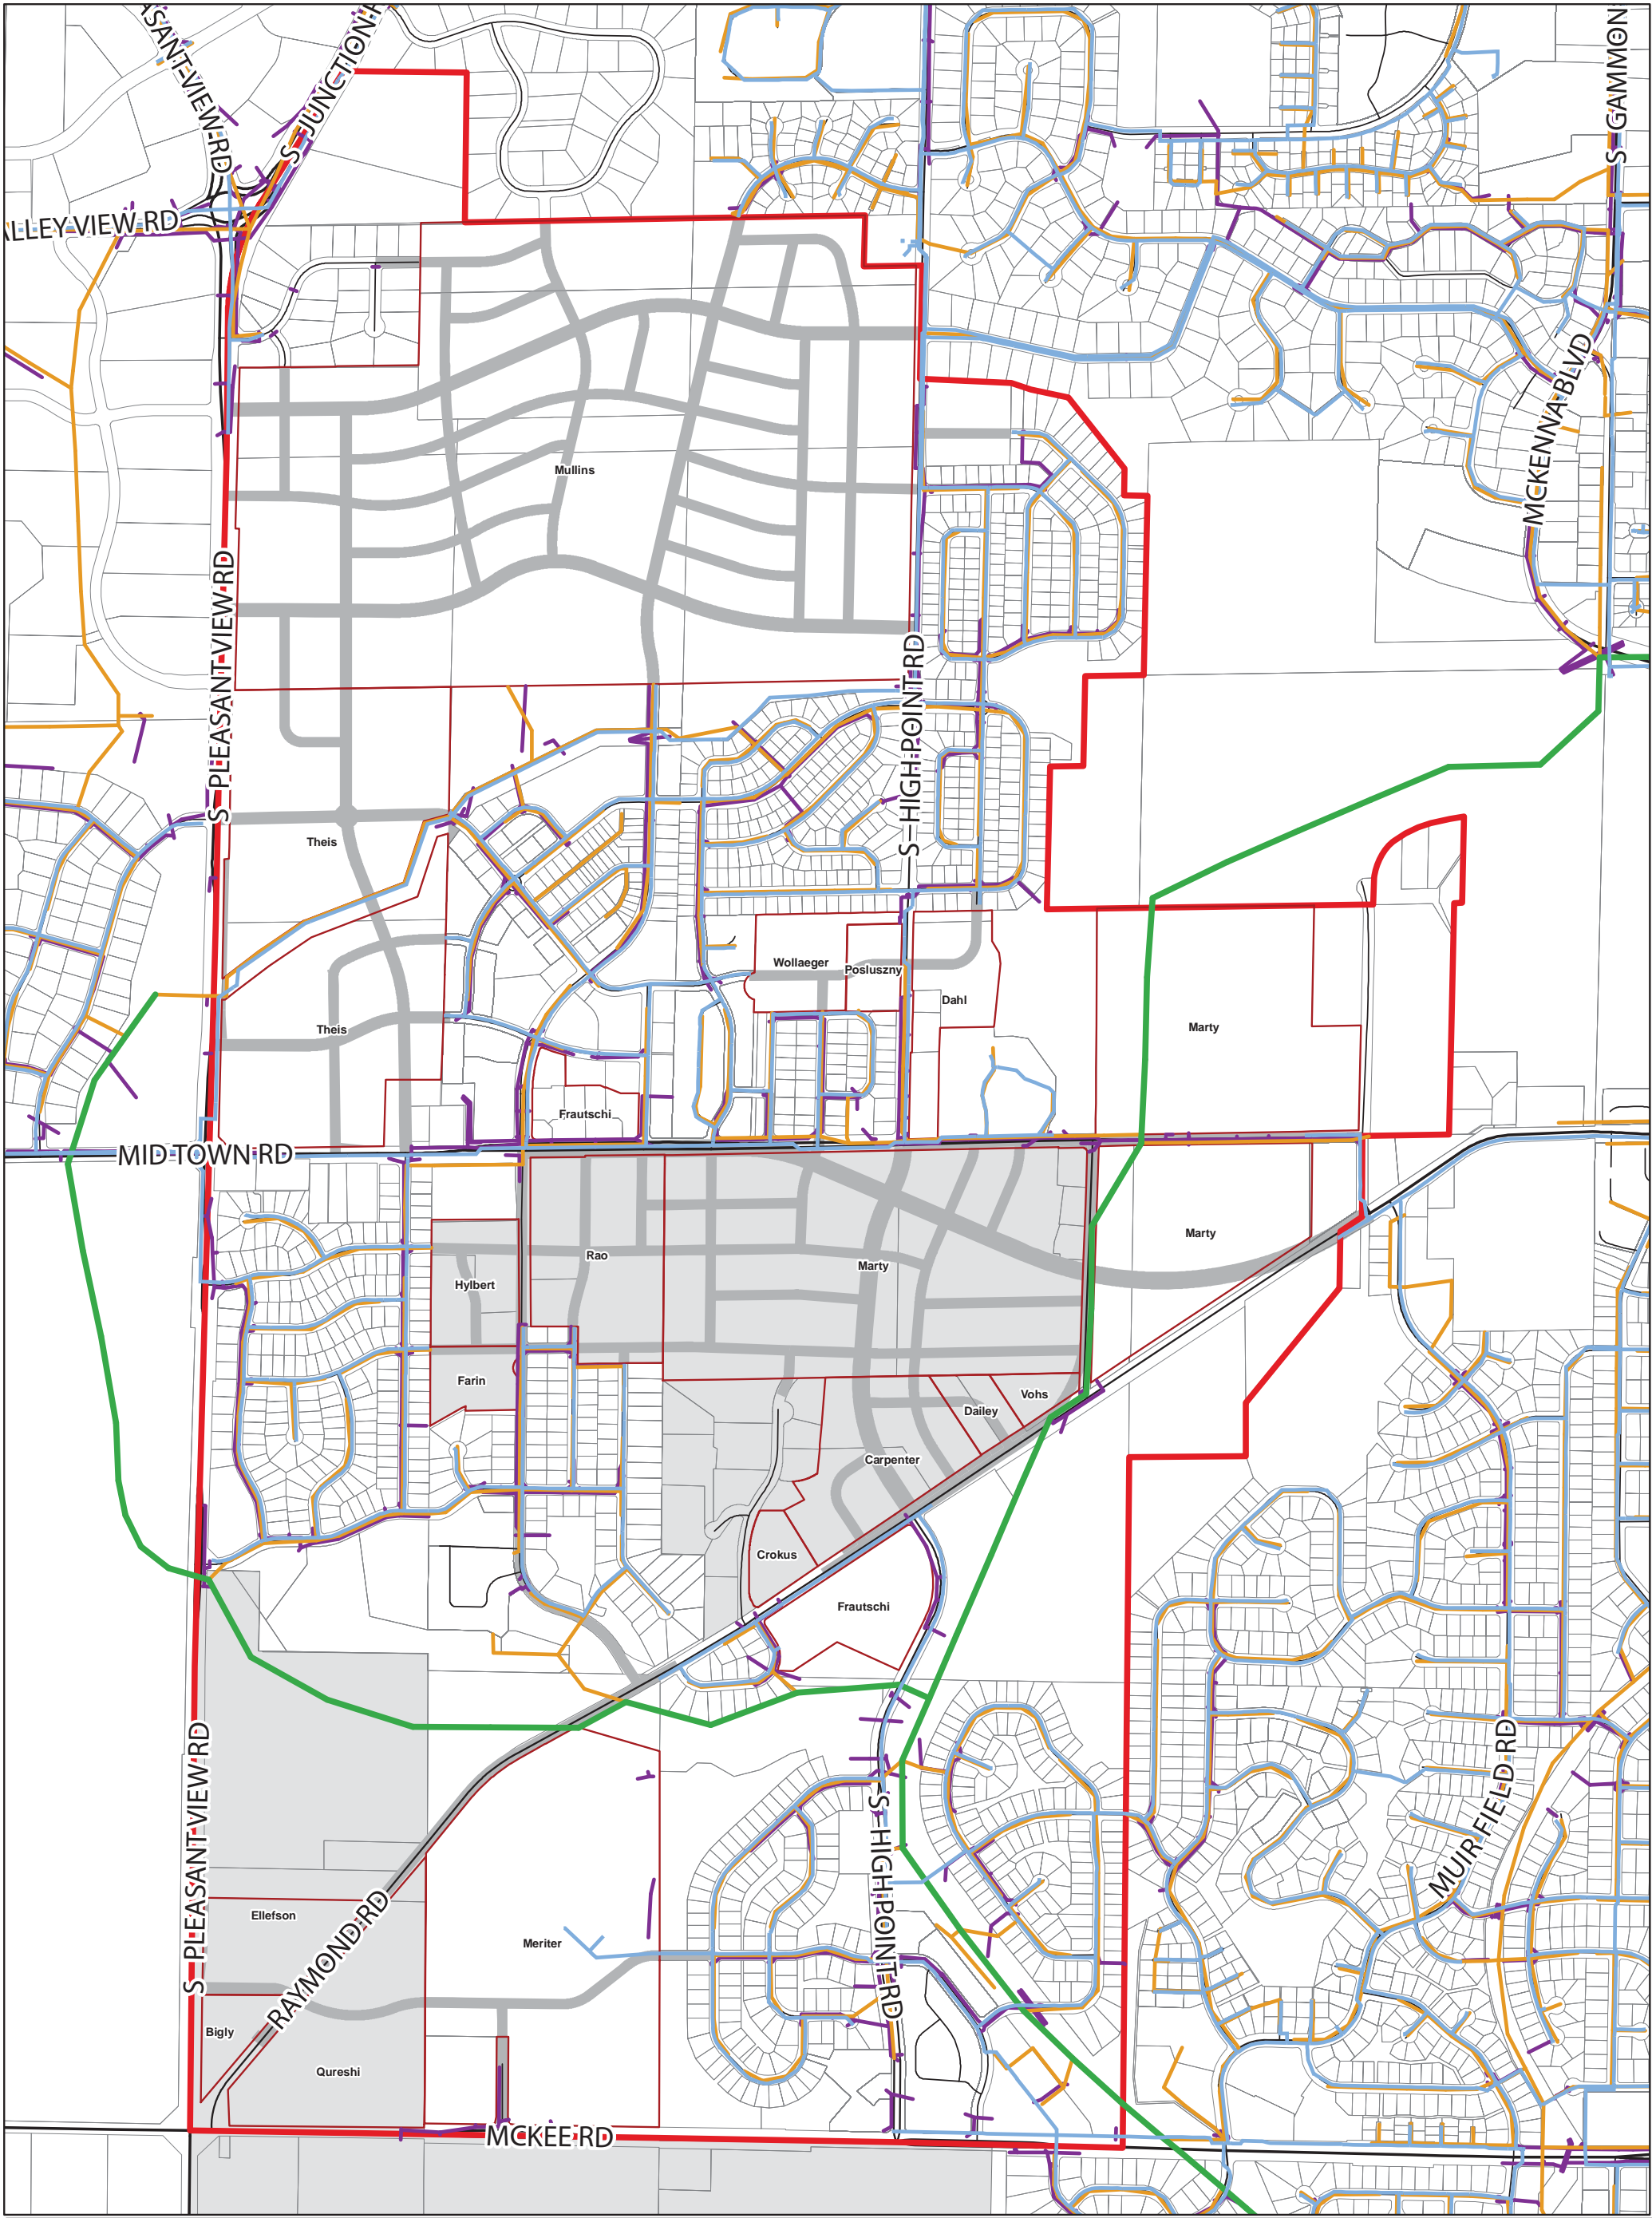 ASANT VIEW RD
S JUNCTION R
S GAMMON
ALLEY VIEW RD
MCKENNA BLVD
Mullins
S PLEASANT VIEW RD
S HIGH POINT RD
Theis
Wollaeger
Posluszny
Dahl
Theis
Marty
Frautschi
MID TOWN RD
Rao
Marty
Marty
Hylbert
Farin
Vohs
Dailey
Carpenter
Crokus
Frautschi
S PLEASANT VIEW RD
S HIGH POINT RD
MUIR FIELD RD
Ellefson
RAYMOND RD
Meriter
Bigly
Qureshi
MCKEE RD